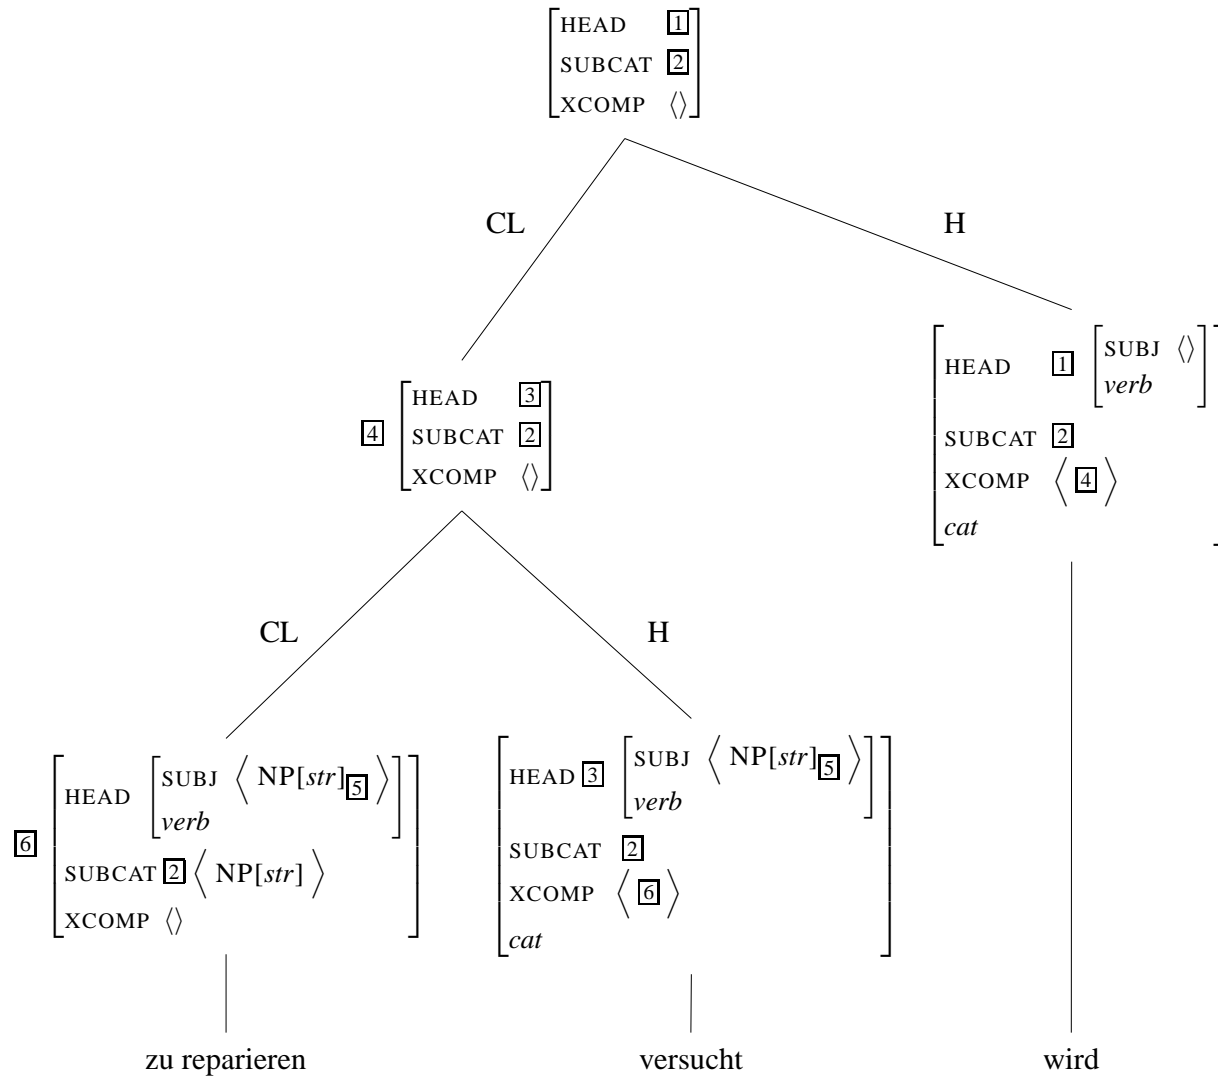 HEAD 1
SUBCAT 2
XCOMP ⟨⟩
CL H
HEAD 1 SUBJ ⟨⟩
verb
SUBCAT 2
XCOMP ⟨ 4 ⟩
cat
4 HEAD 3
SUBCAT 2
XCOMP ⟨⟩
CL H
6 HEAD SUBJ ⟨ NP[str]5 ⟩
verb
SUBCAT 2 ⟨ NP[str] ⟩
XCOMP ⟨⟩
HEAD 3 SUBJ ⟨ NP[str]5 ⟩
verb
SUBCAT 2
XCOMP ⟨ 6 ⟩
cat
zu reparieren versucht wird